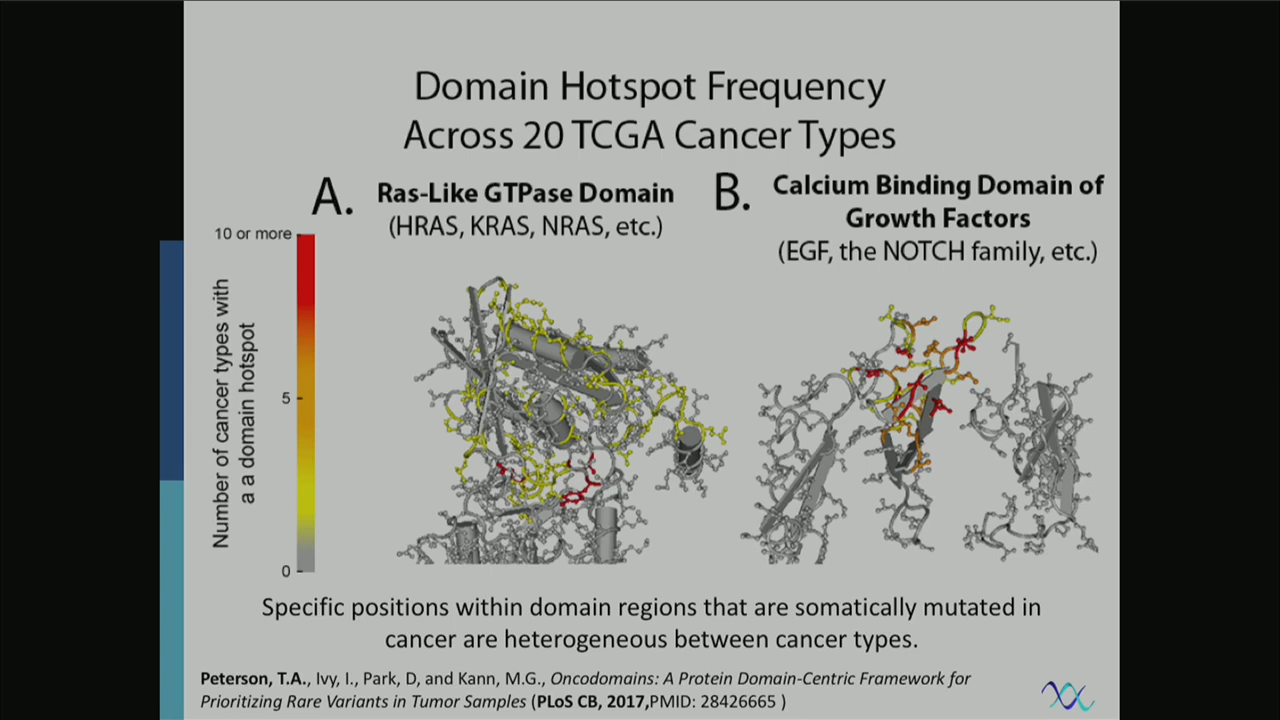 Domain Hotspot Frequency
Across 20 TCGA Cancer Types
A.
Ras-Like GTPase Domain
(HRAS, KRAS, NRAS, etc.)
B.
Calcium Binding Domain of
Growth Factors
(EGF, the NOTCH family, etc.)
10 or more
5
0
Number of cancer types with
a a domain hotspot
Specific positions within domain regions that are somatically mutated in
cancer are heterogeneous between cancer types.
Peterson, T.A., Ivy, I., Park, D, and Kann, M.G., Oncodomains: A Protein Domain-Centric Framework for
Prioritizing Rare Variants in Tumor Samples (PLoS CB, 2017,PMID: 28426665 )